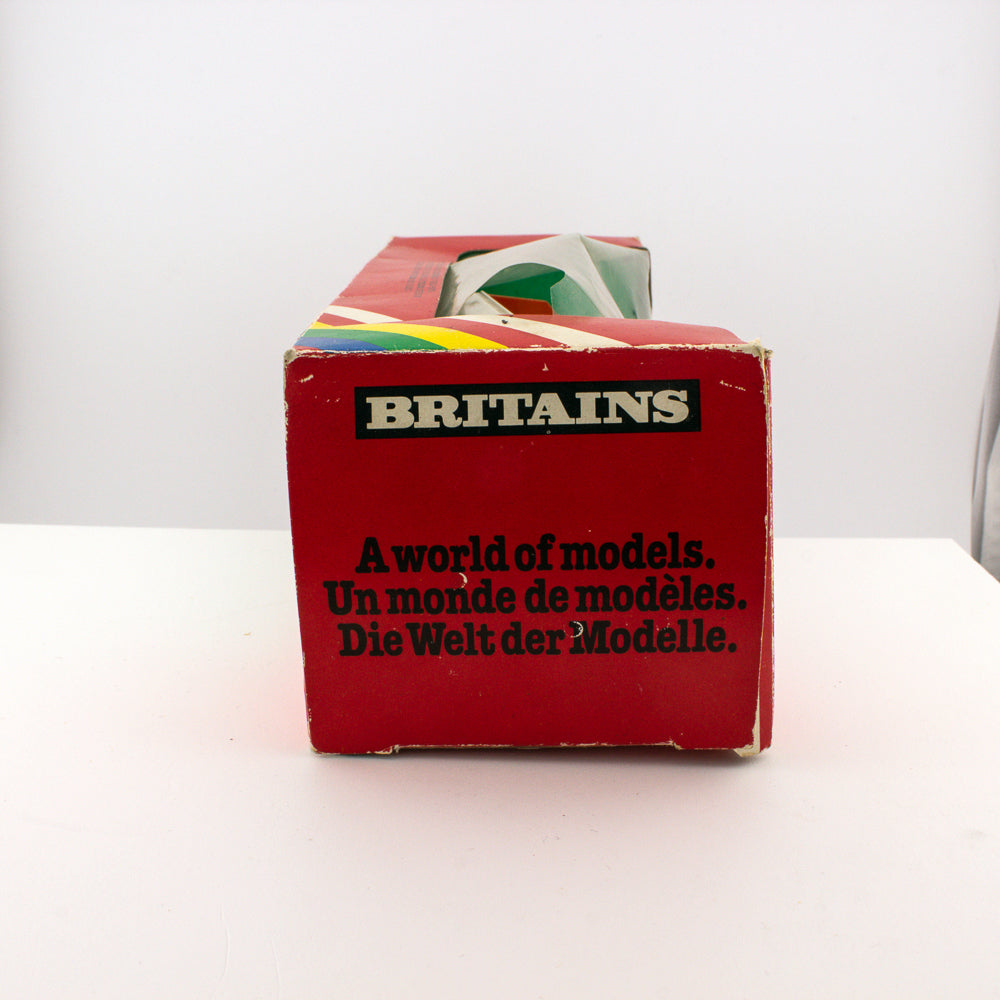 BRITAINS
A world of models.
Un monde de modèles.
Die Welt der Modelle.